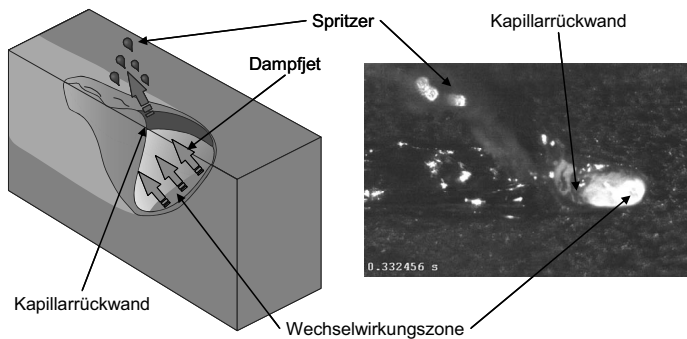 Spritzer
Kapillarrückwand
Dampfjet
0.332456 s
Kapillarrückwand
Wechselwirkungszone